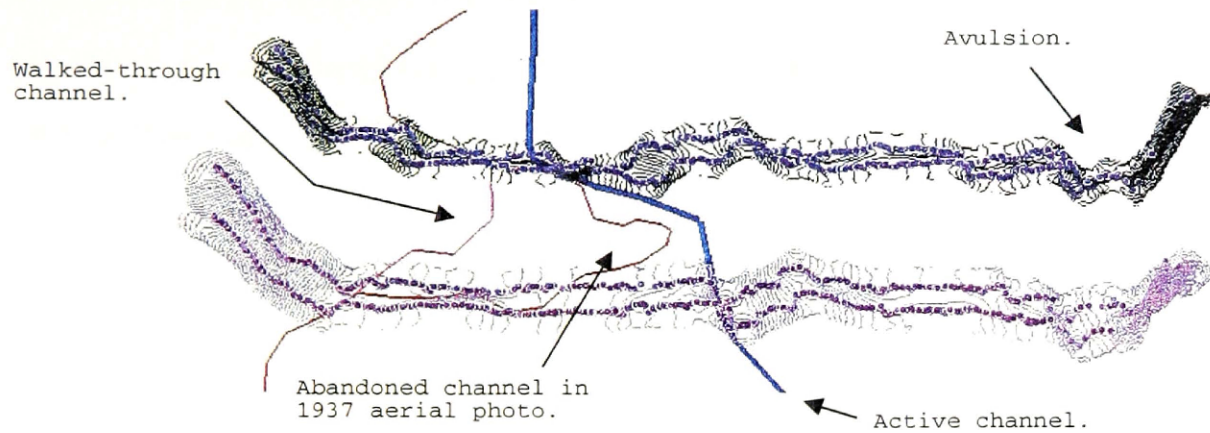 Walked-through
channel.
Avulsion.
Abandoned channel in
1937 aerial photo.
Active channel.